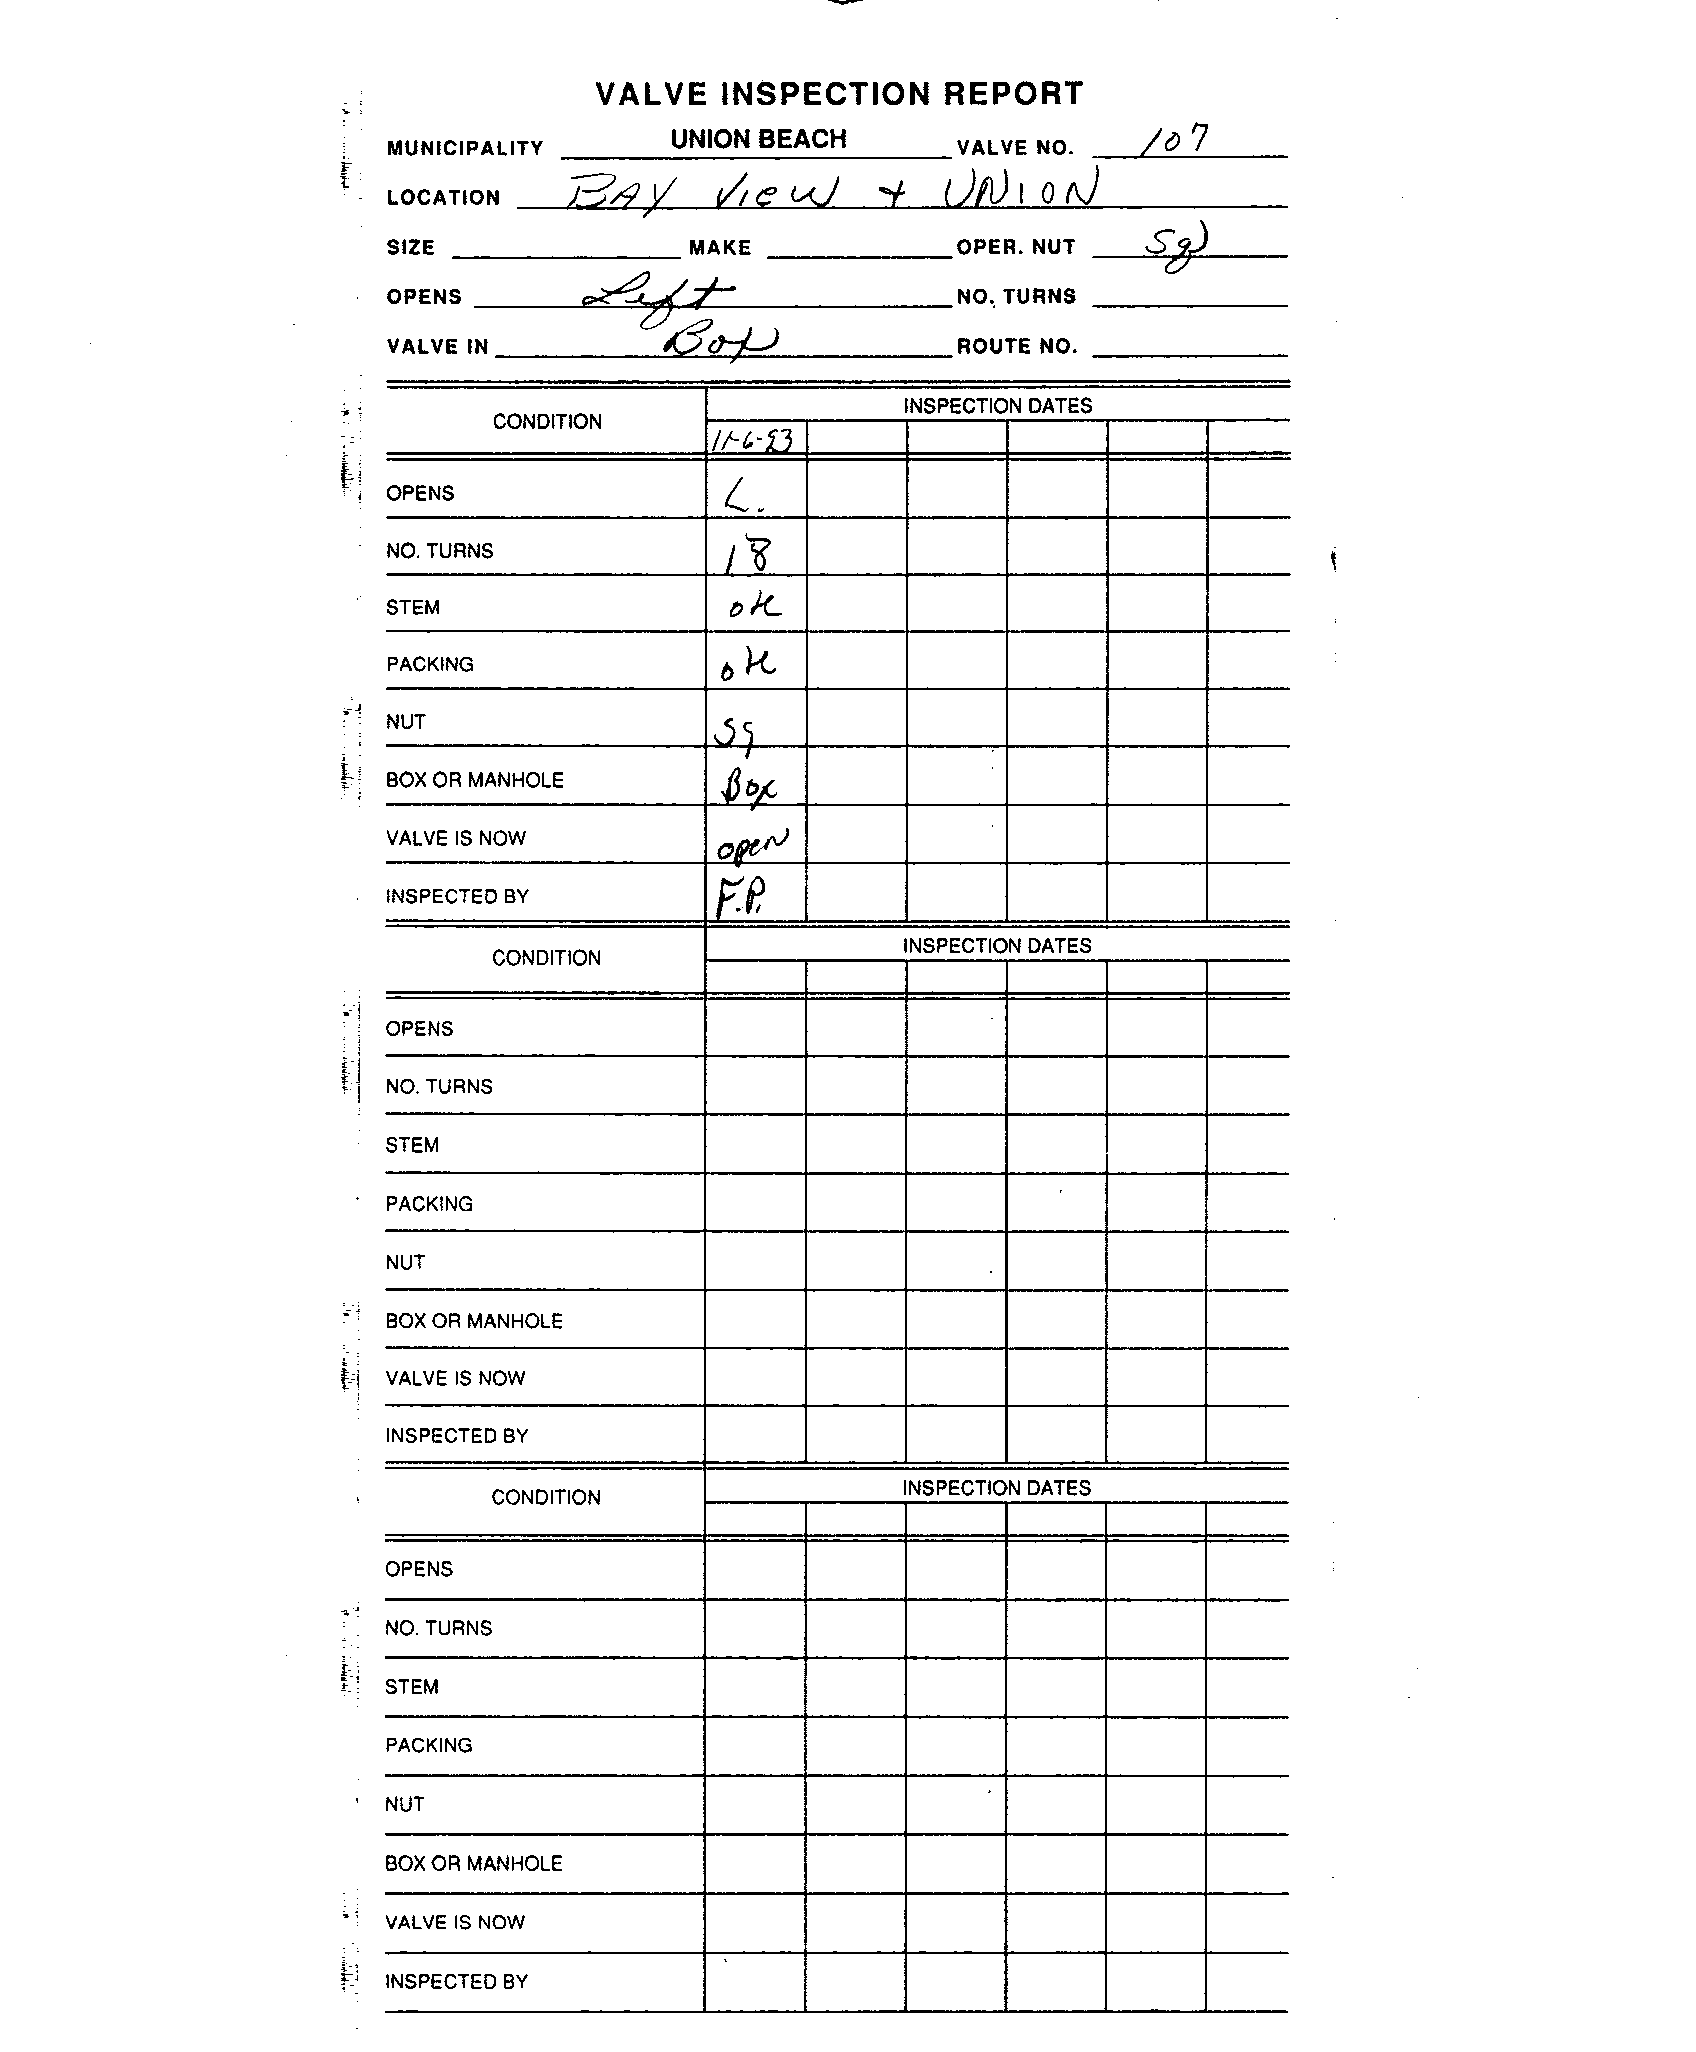 VALVE INSPECTION REPORT
MUNICIPALITY UNION BEACH VALVE NO. 107
LOCATION BAY VIEW + UNION
SIZE MAKE OPER. NUT Sq
OPENS Left NO. TURNS
VALVE IN Box ROUTE NO.
CONDITION INSPECTION DATES
11-6-93
OPENS L.
NO. TURNS 18
STEM OK
PACKING OK
NUT Sq
BOX OR MANHOLE Box
VALVE IS NOW open
INSPECTED BY F.P.
CONDITION INSPECTION DATES
OPENS
NO. TURNS
STEM
PACKING
NUT
BOX OR MANHOLE
VALVE IS NOW
INSPECTED BY
CONDITION INSPECTION DATES
OPENS
NO. TURNS
STEM
PACKING
NUT
BOX OR MANHOLE
VALVE IS NOW
INSPECTED BY